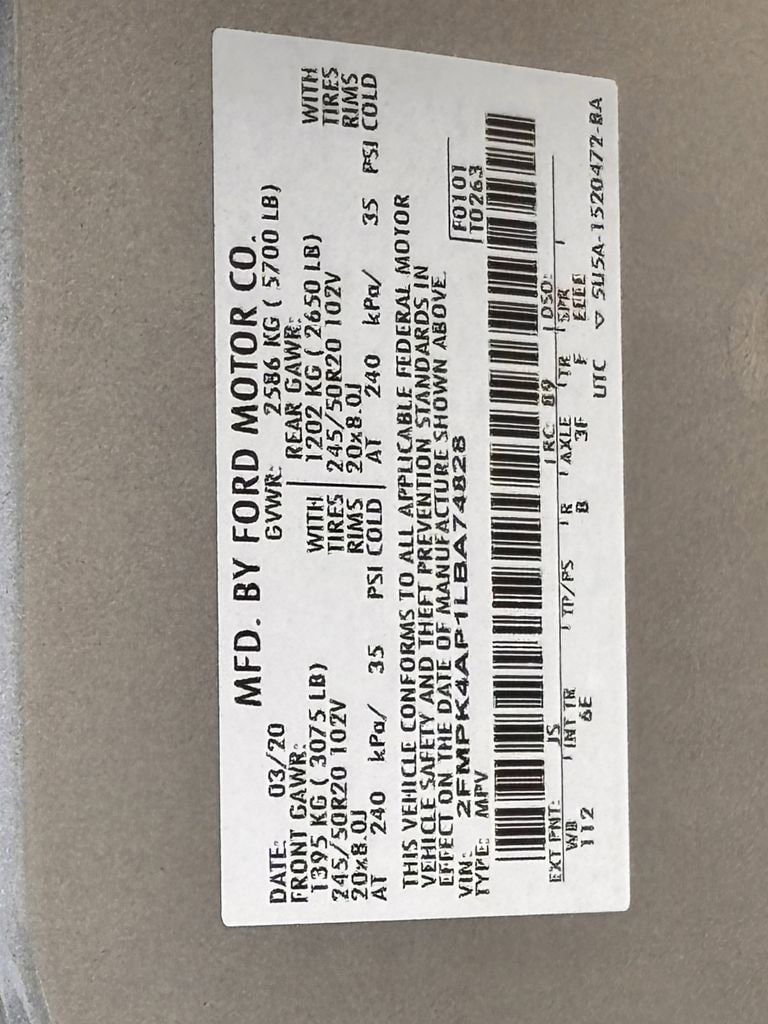 MFD. BY FORD MOTOR CO.
DATE: 03/20 GVWR: 2586 KG ( 5700 LB)
FRONT GAWR: REAR GAWR:
1395 KG ( 3075 LB) WITH 1202 KG ( 2650 LB) WITH
245/50R20 102V TIRES 245/50R20 102V TIRES
20x8.0J RIMS 20x8.0J RIMS
AT 240 kPa/ 35 PSI COLD AT 240 kPa/ 35 PSI COLD
THIS VEHICLE CONFORMS TO ALL APPLICABLE FEDERAL MOTOR
VEHICLE SAFETY AND THEFT PREVENTION STANDARDS IN
EFFECT ON THE DATE OF MANUFACTURE SHOWN ABOVE.
VIN: 2FMPK4AP1LBA74828 F0101
TYPE: MPV T0263
EXT PNT: JS RC: 89 DSO:
WB INT TR TP/PS R AXLE TR SPR
112 6E B 3F F EEEE
UTC ▽ 5U5A-1520472-BA